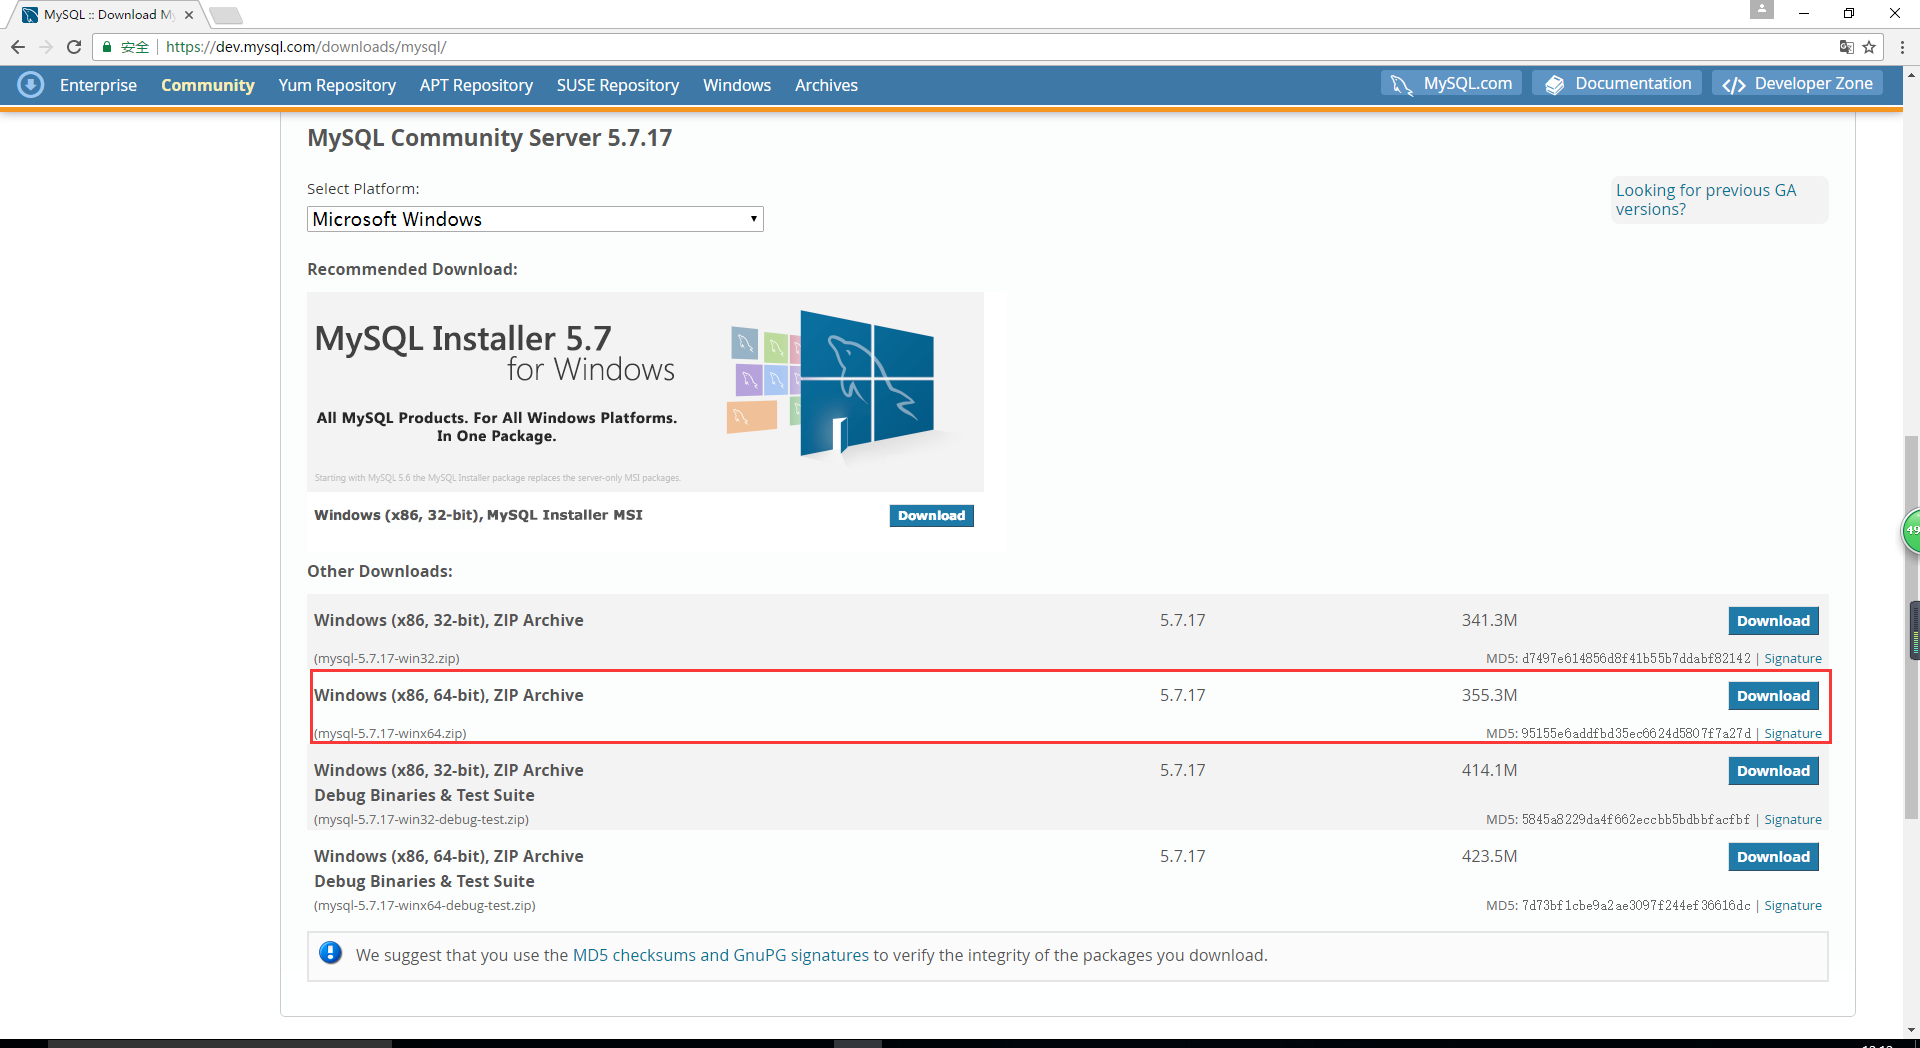 MySQL :: Download My
安全 https://dev.mysql.com/downloads/mysql/
Enterprise Community Yum Repository APT Repository SUSE Repository Windows Archives MySQL.com Documentation Developer Zone
MySQL Community Server 5.7.17
Select Platform:
Looking for previous GA
versions?
Microsoft Windows
Recommended Download:
MySQL Installer 5.7
for Windows
All MySQL Products. For All Windows Platforms.
In One Package.
Starting with MySQL 5.6 the MySQL Installer package replaces the server-only MSI packages.
Windows (x86, 32-bit), MySQL Installer MSI Download
49
Other Downloads:
Windows (x86, 32-bit), ZIP Archive 5.7.17 341.3M Download
(mysql-5.7.17-win32.zip) MD5: d7497e614856d8f41b55b7ddabf82142 | Signature
Windows (x86, 64-bit), ZIP Archive 5.7.17 355.3M Download
(mysql-5.7.17-winx64.zip) MD5: 95155e6addfbd35ec6624d5807f7a27d | Signature
Windows (x86, 32-bit), ZIP Archive 5.7.17 414.1M Download
Debug Binaries & Test Suite
(mysql-5.7.17-win32-debug-test.zip) MD5: 5845a8229da4f662eccbb5bdbbfacfbf | Signature
Windows (x86, 64-bit), ZIP Archive 5.7.17 423.5M Download
Debug Binaries & Test Suite
(mysql-5.7.17-winx64-debug-test.zip) MD5: 7d73bf1cbe9a2ae3097f244ef36616dc | Signature
We suggest that you use the MD5 checksums and GnuPG signatures to verify the integrity of the packages you download.